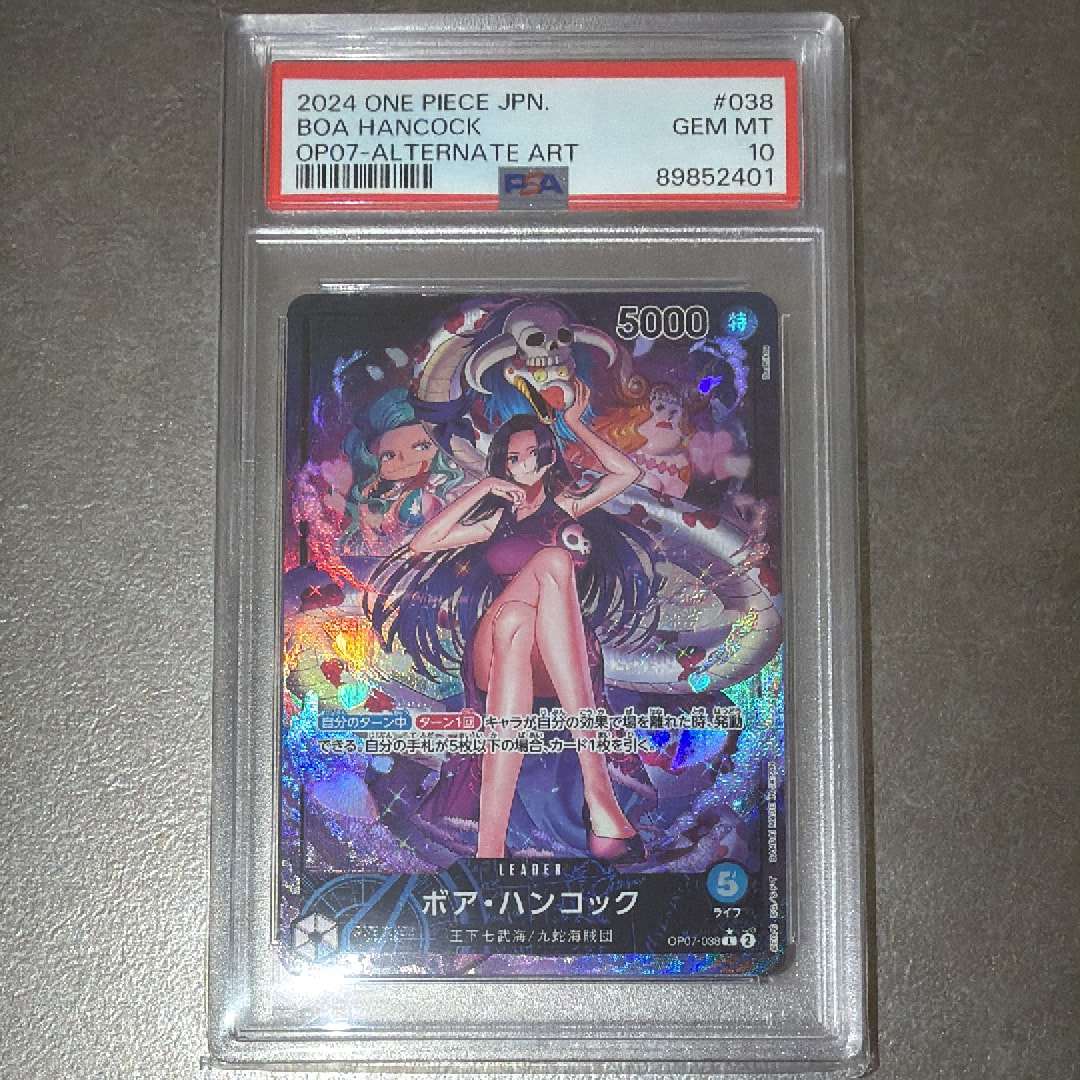 2024 ONE PIECE JPN. #038
BOA HANCOCK GEM MT
OP07-ALTERNATE ART 10
PSA 89852401
5000 特
自分のターン中 ターン1回 キャラが自分の効果で場を離れた時、発動
できる。自分の手札が5枚以下の場合、カード1枚を引く。
LEADER
5
ボア・ハンコック ライフ
王下七武海/九蛇海賊団 OP07-038 L 2